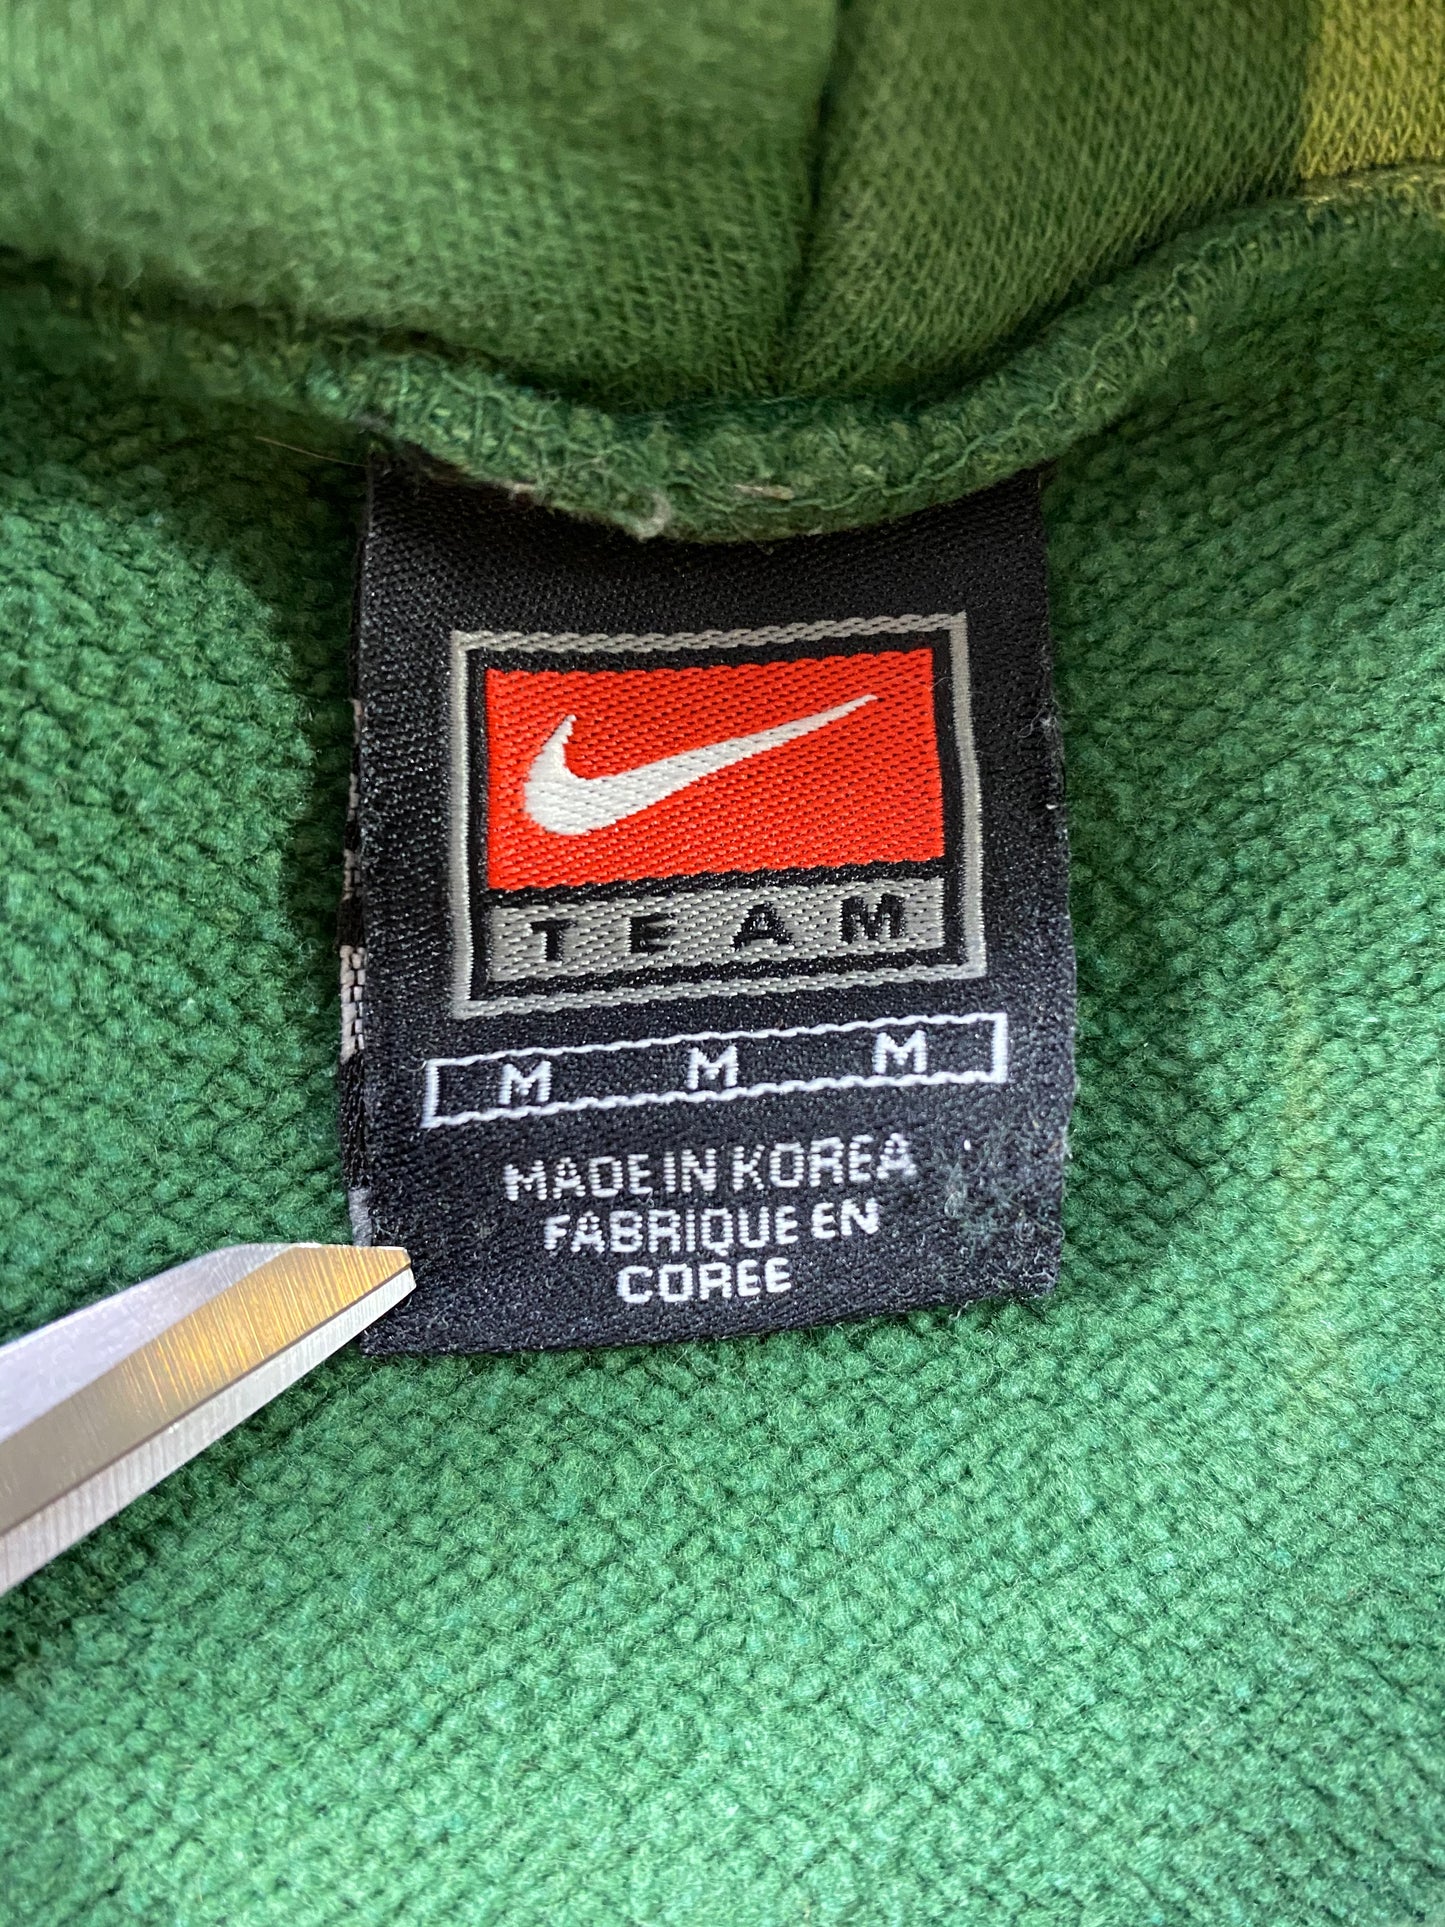 TEAM
M M M
MADE IN KOREA
FABRIQUE EN
COREE